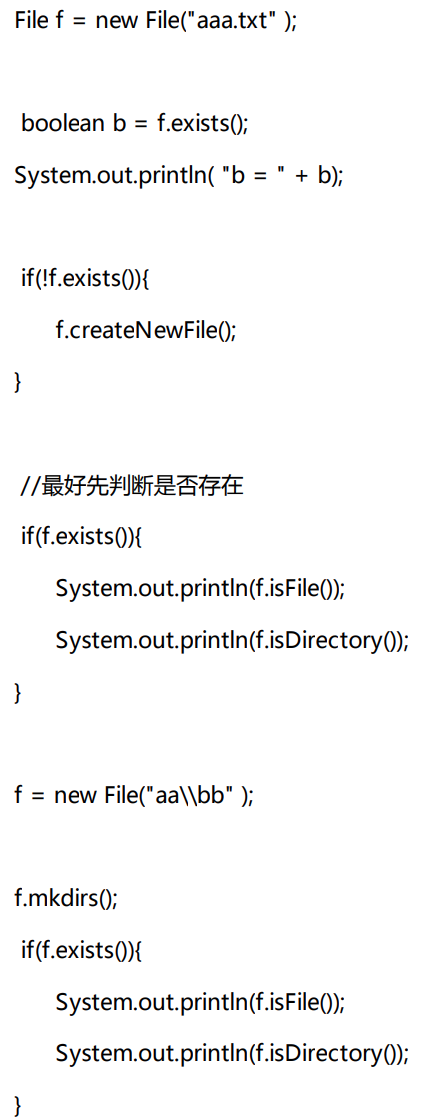 File f = new File("aaa.txt" );
boolean b = f.exists();
System.out.println( "b = " + b);
if(!f.exists()){
f.createNewFile();
}
//最好先判断是否存在
if(f.exists()){
System.out.println(f.isFile());
System.out.println(f.isDirectory());
}
f = new File("aa\\bb" );
f.mkdirs();
if(f.exists()){
System.out.println(f.isFile());
System.out.println(f.isDirectory());
}